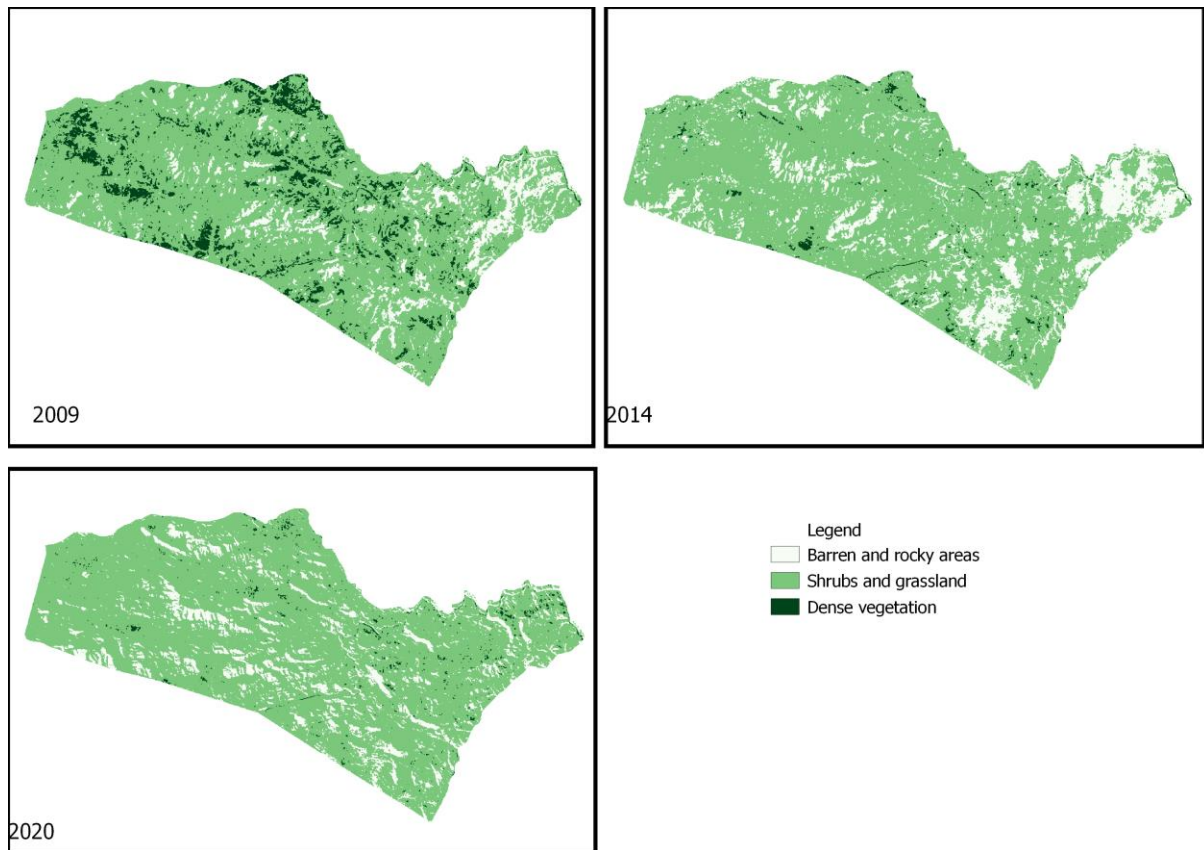 2009
2014
2020
Legend
Barren and rocky areas
Shrubs and grassland
Dense vegetation